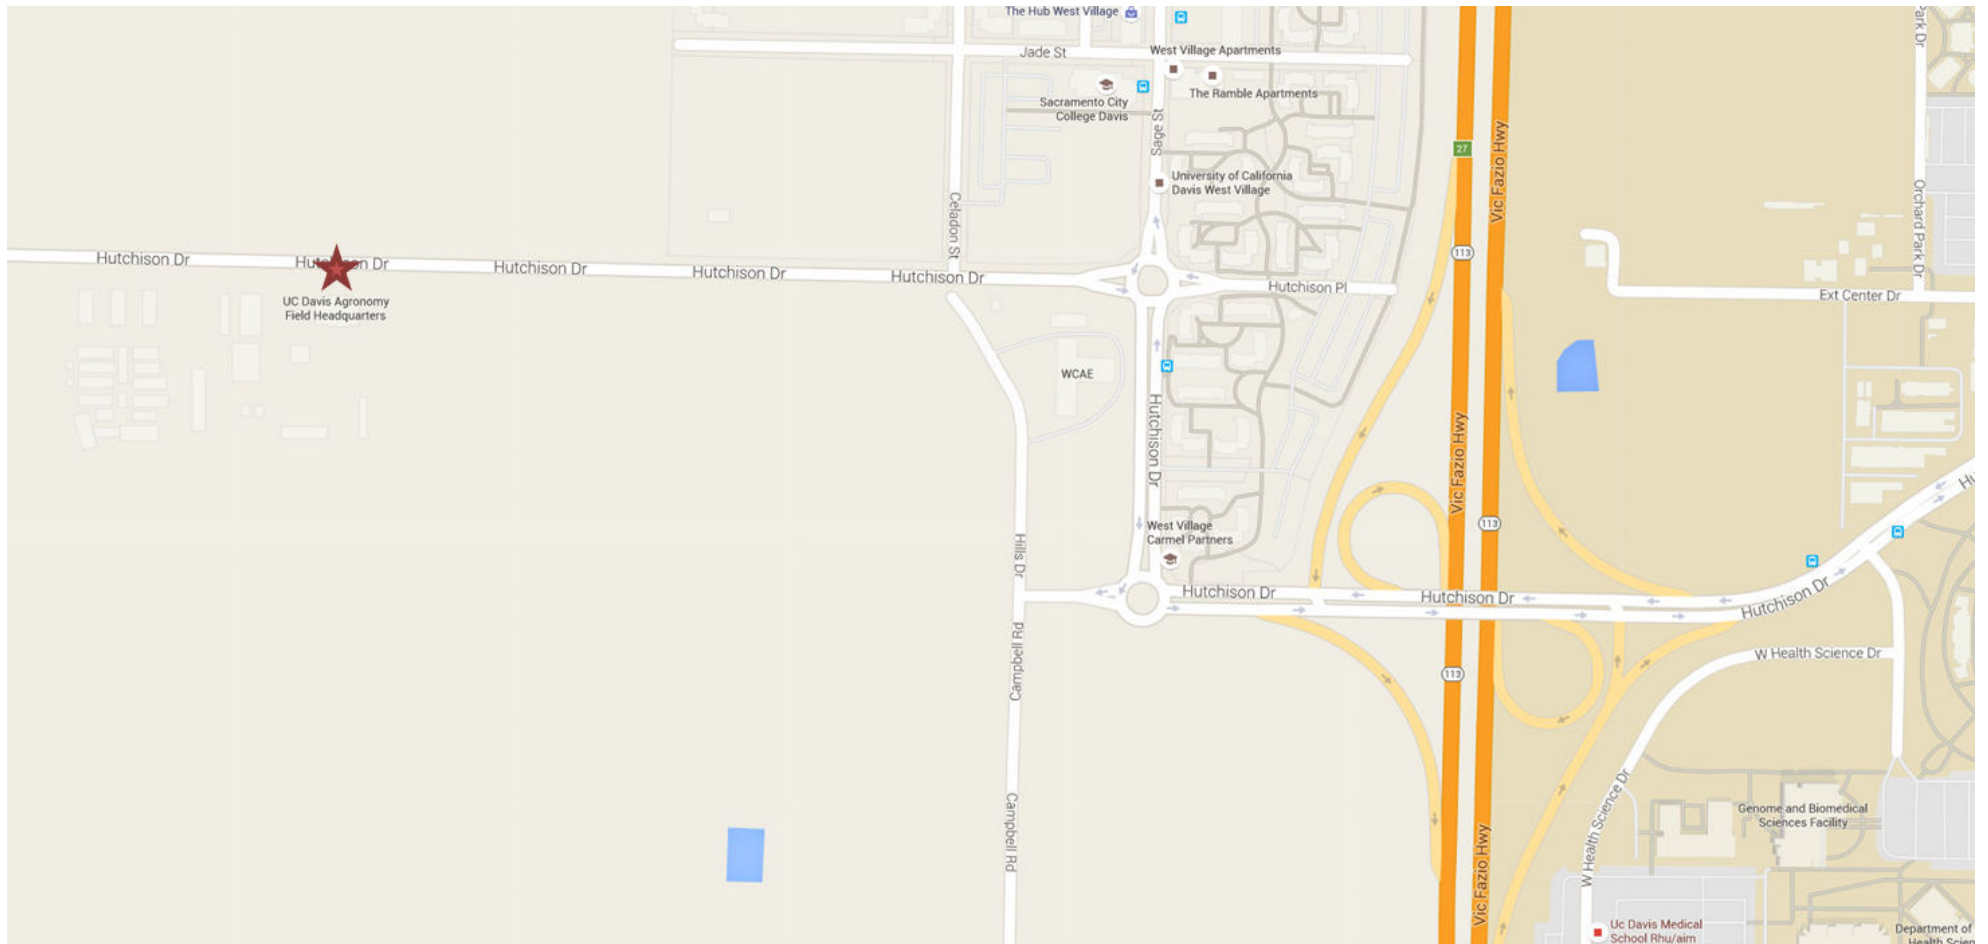 The Hub West Village
Park Dr
Jade St
West Village Apartments
The Ramble Apartments
Sacramento City
College Davis
Sage St
27
Vic Fazio Hwy
University of California
Davis West Village
Celadon St
Orchard Park Dr
Hutchison Dr
Hutchison Dr
Hutchison Dr
Hutchison Dr
Hutchison Dr
113
Hutchison Pl
Ext Center Dr
UC Davis Agronomy
Field Headquarters
WCAE
Hutchison Dr
Vic Fazio Hwy
Hu
113
West Village
Carmel Partners
Hills Dr
Hutchison Dr
Hutchison Dr
Hutchison Dr
Campbell Rd
W Health Science Dr
113
Campbell Rd
W Health Science Dr
Genome and Biomedical
Sciences Facility
Vic Fazio Hwy
Uc Davis Medical
School Rhu/aim
Department of
Health Scien